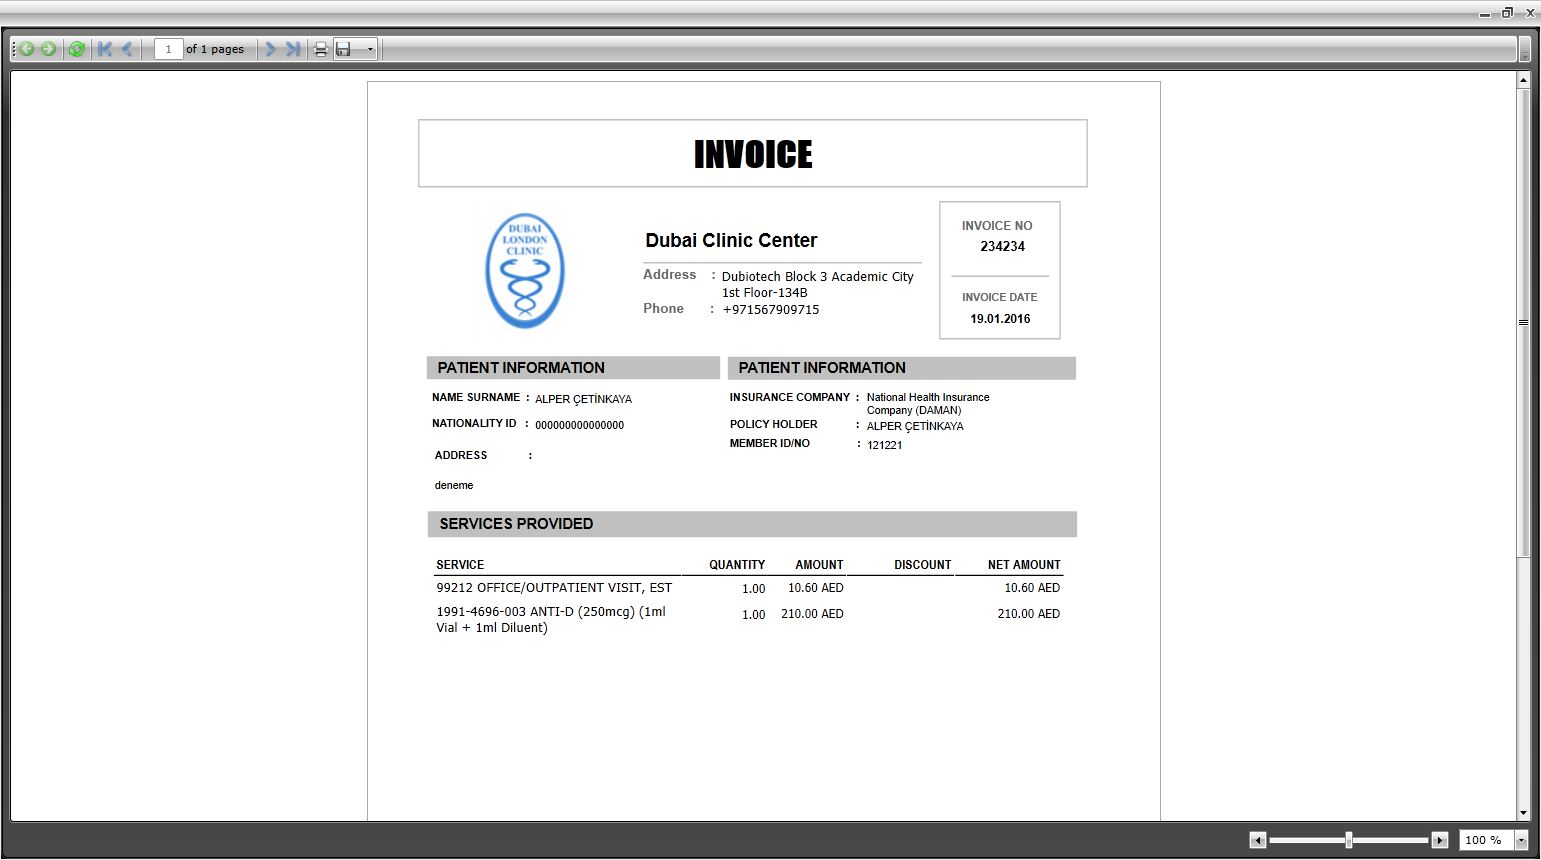 1 of 1 pages
INVOICE
DUBAI
LONDON
CLINIC
Dubai Clinic Center
Address : Dubiotech Block 3 Academic City
1st Floor-134B
Phone : +971567909715
INVOICE NO
234234
INVOICE DATE
19.01.2016
PATIENT INFORMATION
NAME SURNAME : ALPER ÇETİNKAYA
NATIONALITY ID : 000000000000000
ADDRESS :
deneme
PATIENT INFORMATION
INSURANCE COMPANY : National Health Insurance
Company (DAMAN)
POLICY HOLDER : ALPER ÇETİNKAYA
MEMBER ID/NO : 121221
SERVICES PROVIDED
SERVICE QUANTITY AMOUNT DISCOUNT NET AMOUNT
99212 OFFICE/OUTPATIENT VISIT, EST 1.00 10.60 AED 10.60 AED
1991-4696-003 ANTI-D (250mcg) (1ml 1.00 210.00 AED 210.00 AED
Vial + 1ml Diluent)
100 %